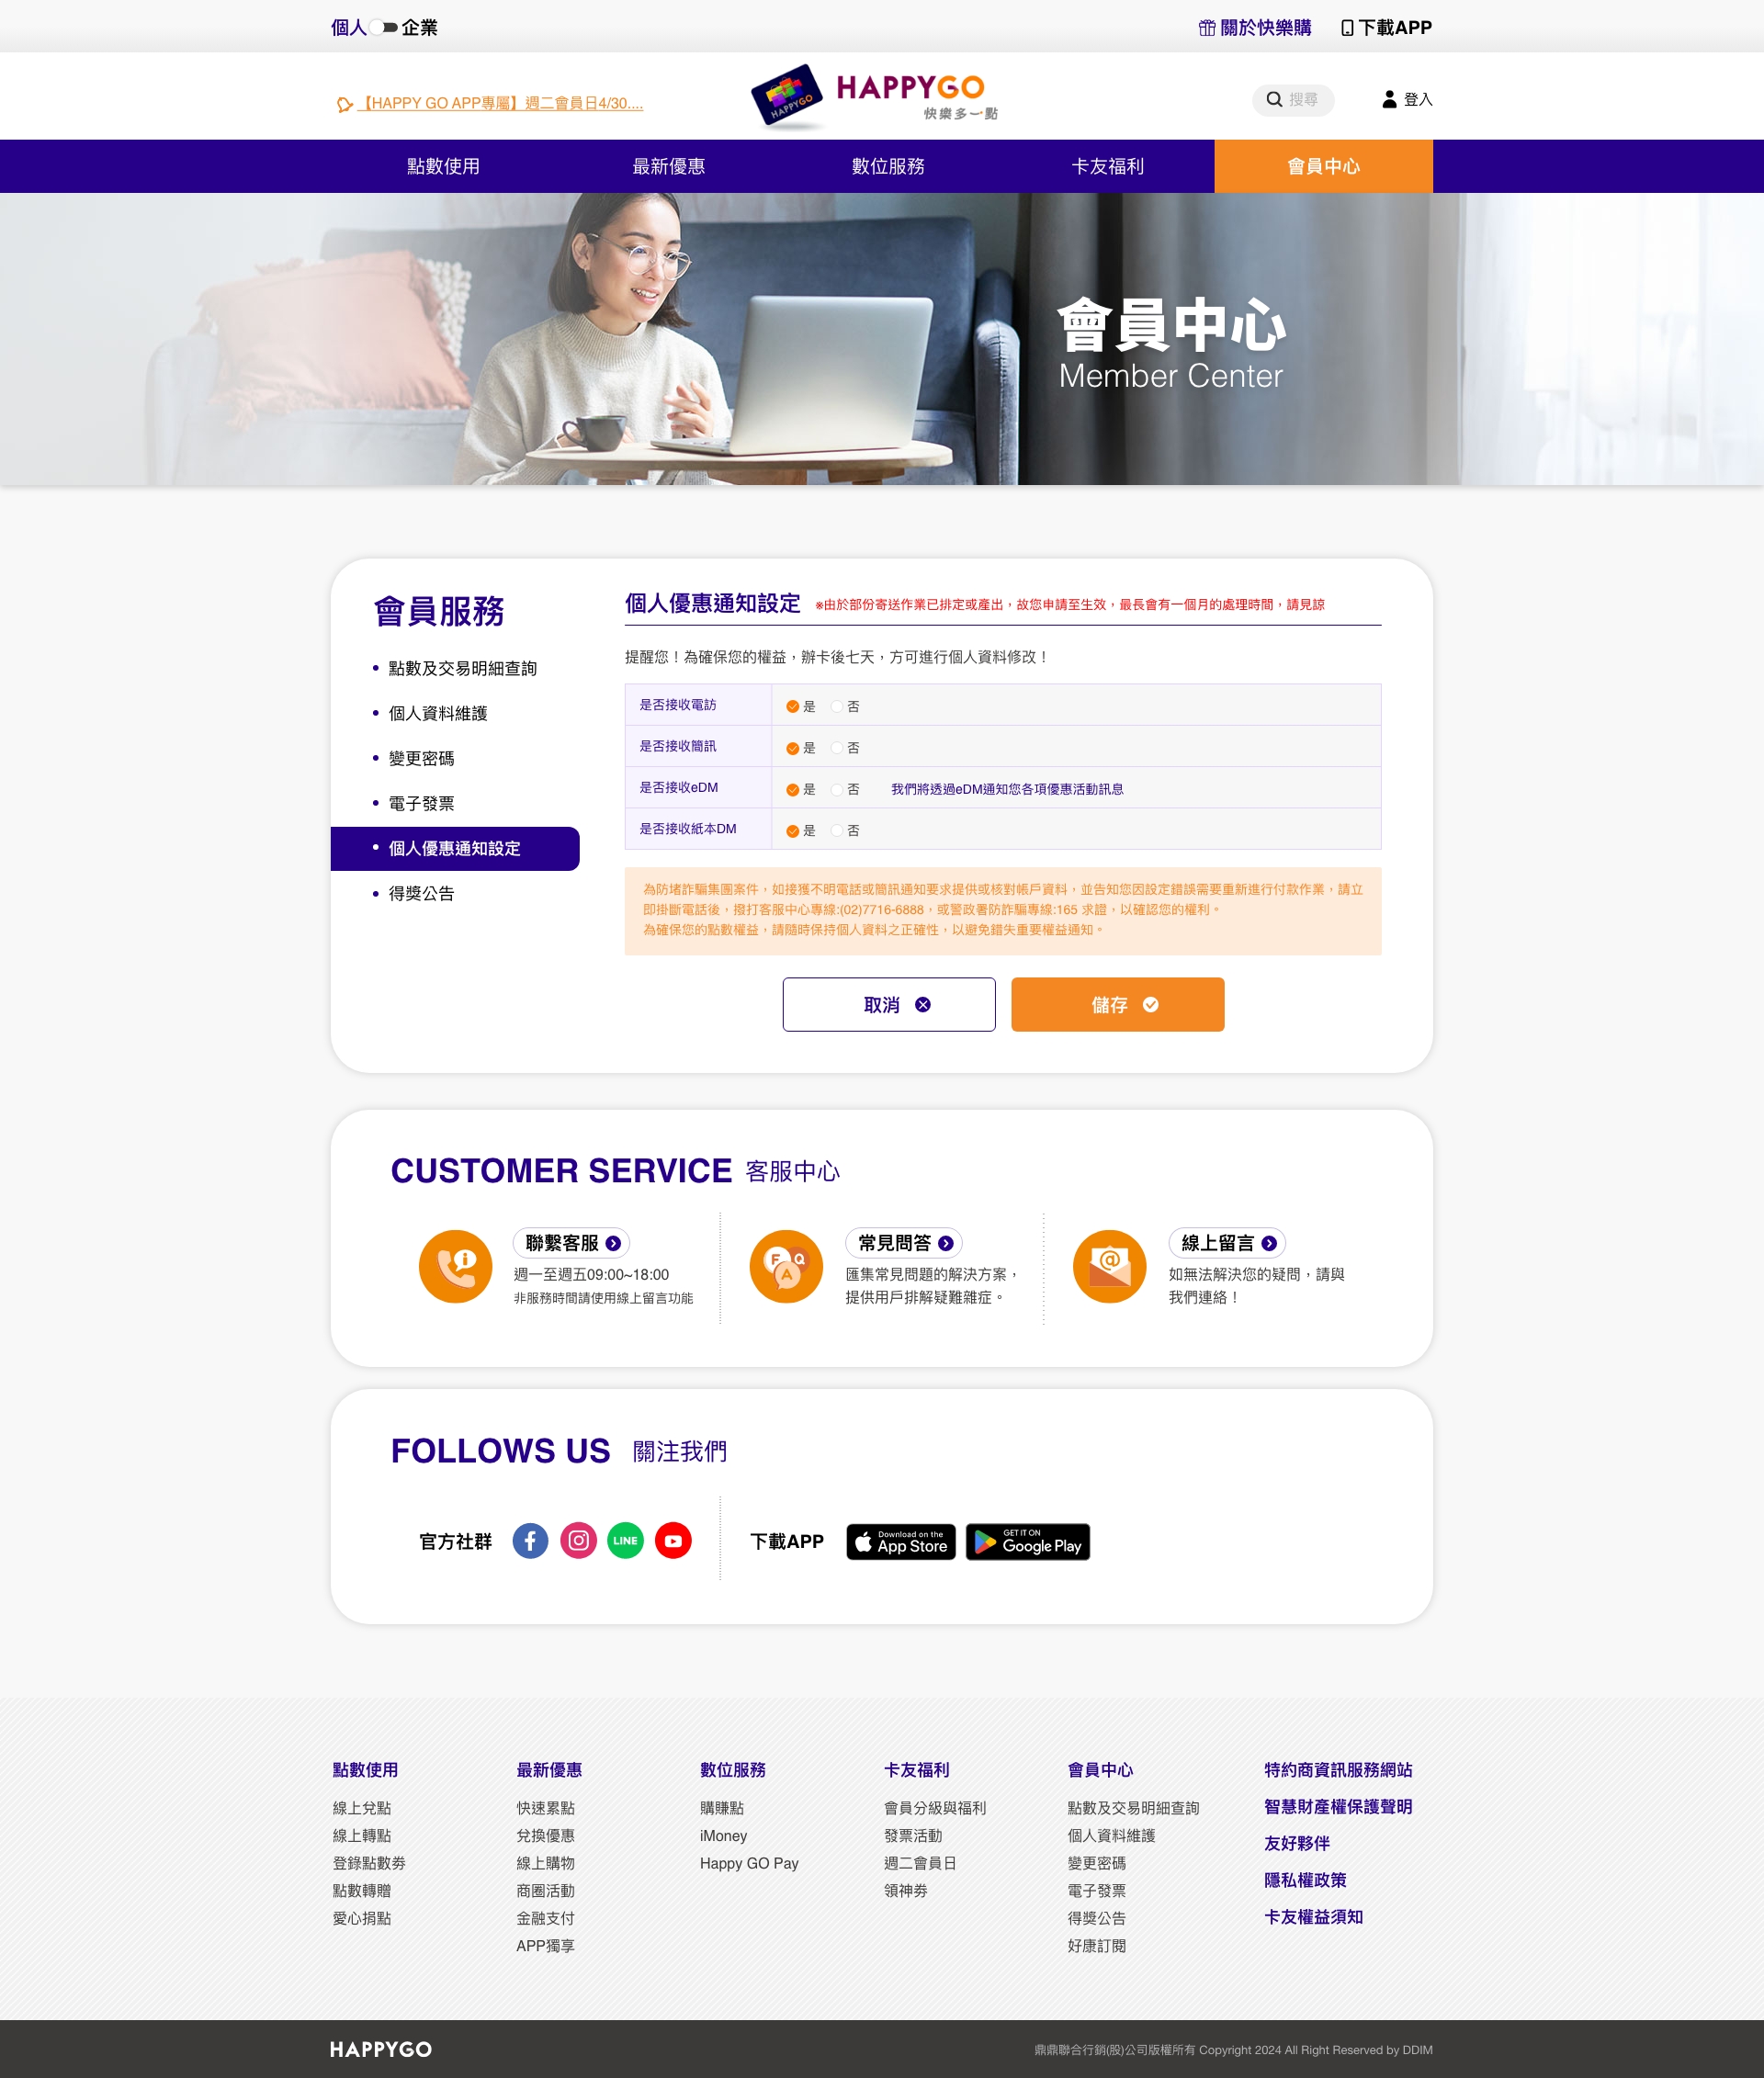 個人 企業
關於快樂購 下載APP
【HAPPY GO APP專屬】週二會員日4/30....
HAPPYGO
HAPPYGO
快樂多一點
搜尋
登入
點數使用 最新優惠 數位服務 卡友福利 會員中心
會員中心
Member Center
會員服務
點數及交易明細查詢
個人資料維護
變更密碼
電子發票
個人優惠通知設定
得獎公告
個人優惠通知設定 ※由於部份寄送作業已排定或產出，故您申請至生效，最長會有一個月的處理時間，請見諒
提醒您！為確保您的權益，辦卡後七天，方可進行個人資料修改！
是否接收電訪 是 否
是否接收簡訊 是 否
是否接收eDM 是 否 我們將透過eDM通知您各項優惠活動訊息
是否接收紙本DM 是 否
為防堵詐騙集團案件，如接獲不明電話或簡訊通知要求提供或核對帳戶資料，並告知您因設定錯誤需要重新進行付款作業，請立
即掛斷電話後，撥打客服中心專線:(02)7716-6888，或警政署防詐騙專線:165 求證，以確認您的權利。
為確保您的點數權益，請隨時保持個人資料之正確性，以避免錯失重要權益通知。
取消 儲存
CUSTOMER SERVICE 客服中心
聯繫客服
週一至週五09:00~18:00
非服務時間請使用線上留言功能
F Q A
常見問答
匯集常見問題的解決方案，
提供用戶排解疑難雜症。
線上留言
如無法解決您的疑問，請與
我們連絡！
FOLLOWS US 關注我們
官方社群
LINE
下載APP
Download on the
App Store
GET IT ON
Google Play
點數使用
線上兌點
線上轉點
登錄點數劵
點數轉贈
愛心捐點
最新優惠
快速累點
兌換優惠
線上購物
商圈活動
金融支付
APP獨享
數位服務
購賺點
iMoney
Happy GO Pay
卡友福利
會員分級與福利
發票活動
週二會員日
領神劵
會員中心
點數及交易明細查詢
個人資料維護
變更密碼
電子發票
得獎公告
好康訂閱
特約商資訊服務網站
智慧財產權保護聲明
友好夥伴
隱私權政策
卡友權益須知
HAPPYGO
鼎鼎聯合行銷(股)公司版權所有 Copyright 2024 All Right Reserved by DDIM